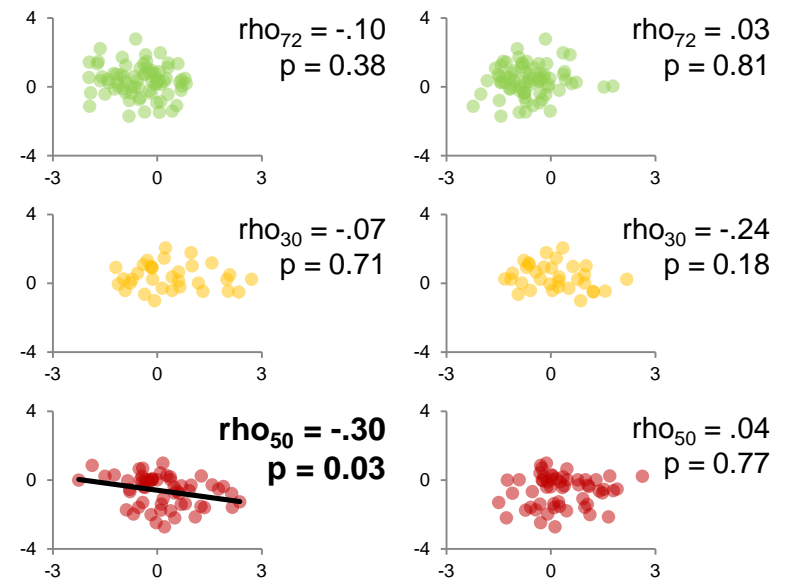 4
rho72 = -.10
p = 0.38
0
-4
-3 0 3
4
rho72 = .03
p = 0.81
0
-4
-3 0 3
4
rho30 = -.07
p = 0.71
0
-4
-3 0 3
4
rho30 = -.24
p = 0.18
0
-4
-3 0 3
4
rho50 = -.30
p = 0.03
0
-4
-3 0 3
4
rho50 = .04
p = 0.77
0
-4
-3 0 3